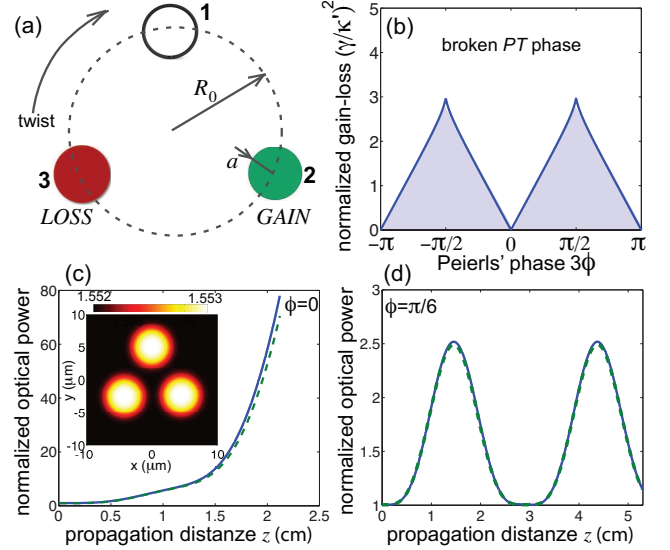 (a)
1
R₀
twist
a
3
2
LOSS
GAIN
(b)
normalized gain-loss (γ/κ')²
5
4
3
2
1
0
broken PT phase
−π
−π/2
0
π/2
π
Peierls' phase 3ϕ
(c)
normalized optical power
80
60
40
20
0
ϕ=0
1.552
1.553
10
5
0
-5
-10
y (μm)
-10
0
10
x (μm)
0
0.5
1
1.5
2
2.5
propagation distanze z (cm)
(d)
normalized optical power
3
2.5
2
1.5
1
ϕ=π/6
0
1
2
3
4
5
propagation distanze z (cm)